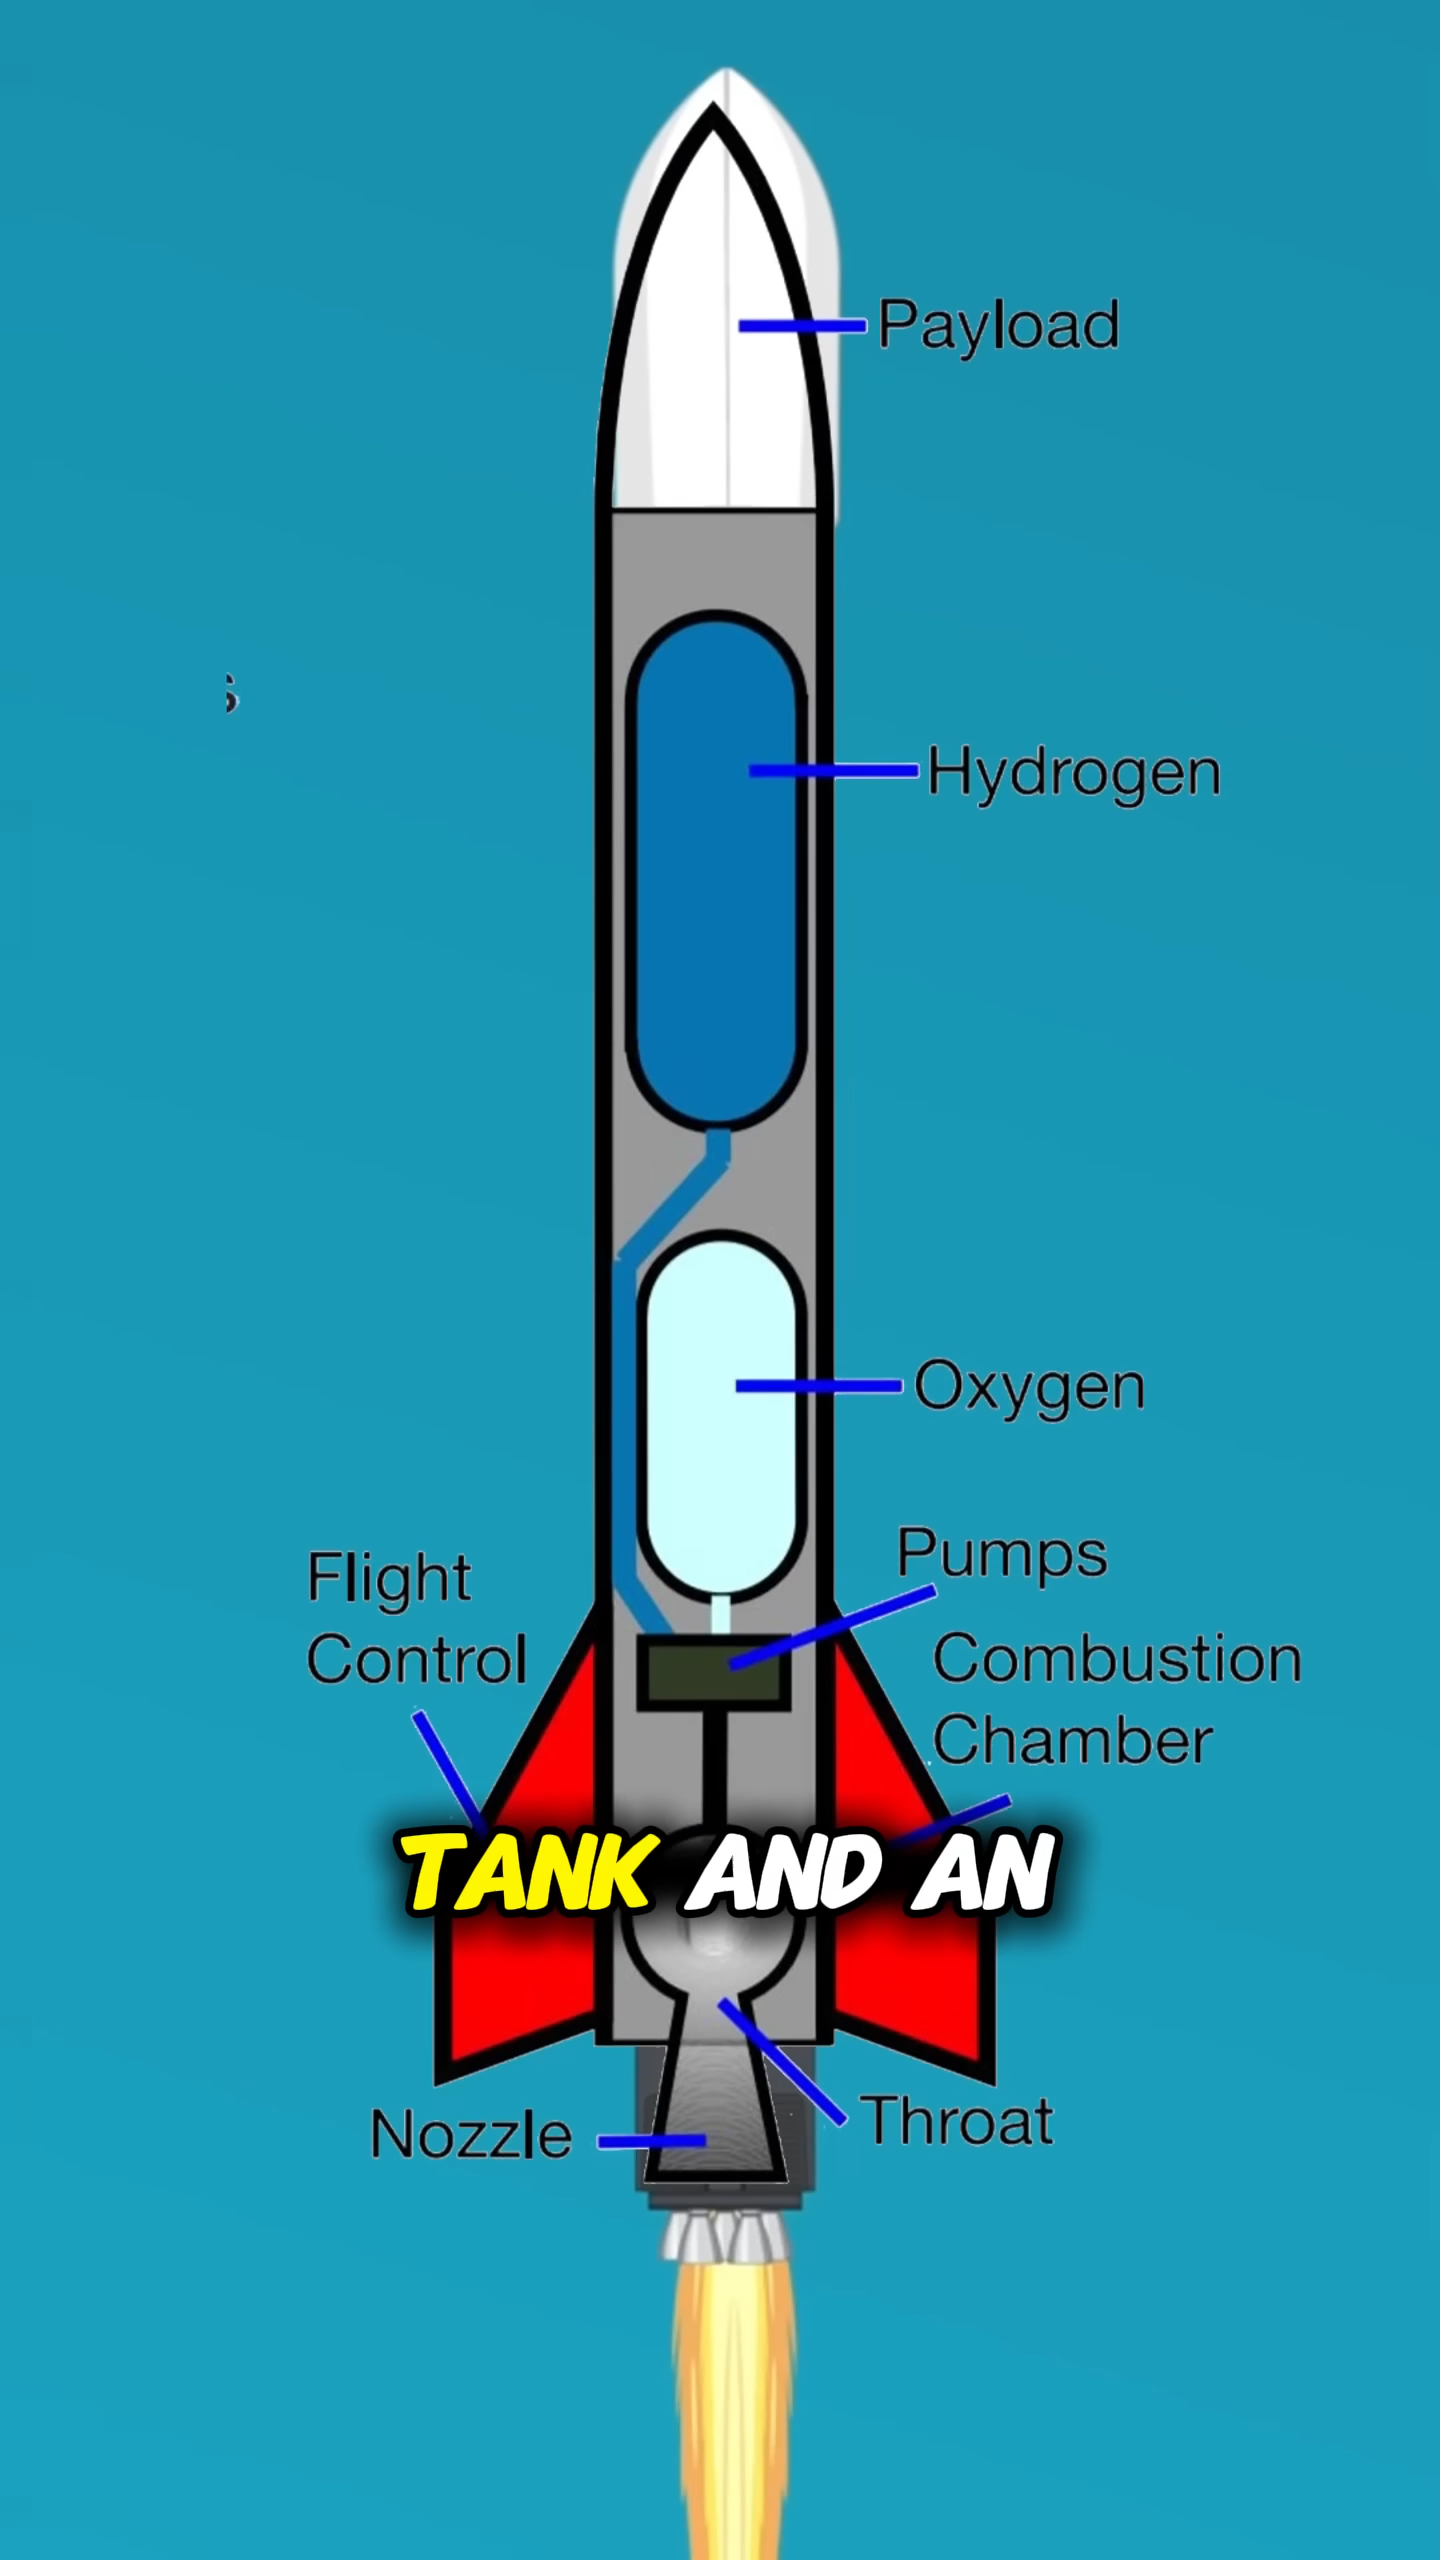 Payload
Hydrogen
Oxygen
Pumps
Flight
Control
Combustion
Chamber
TANK AND AN
Throat
Nozzle